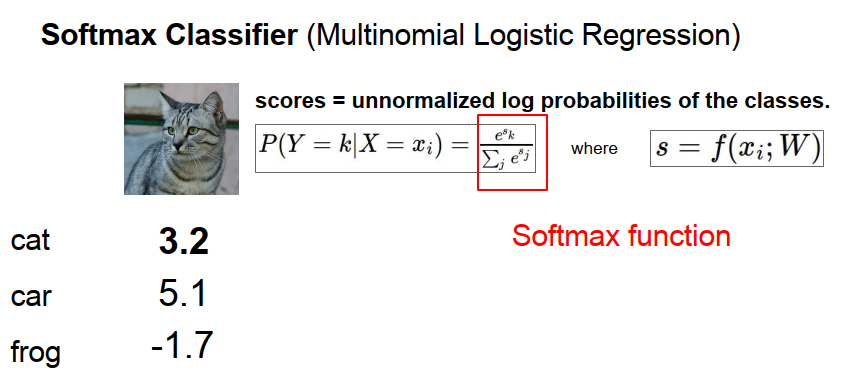 Softmax Classifier (Multinomial Logistic Regression)
scores = unnormalized log probabilities of the classes.
P(Y = k|X = x_i) = \frac{e^{s_k}}{\sum_j e^{s_j}} where s = f(x_i; W)
Softmax function
cat 3.2
car 5.1
frog -1.7